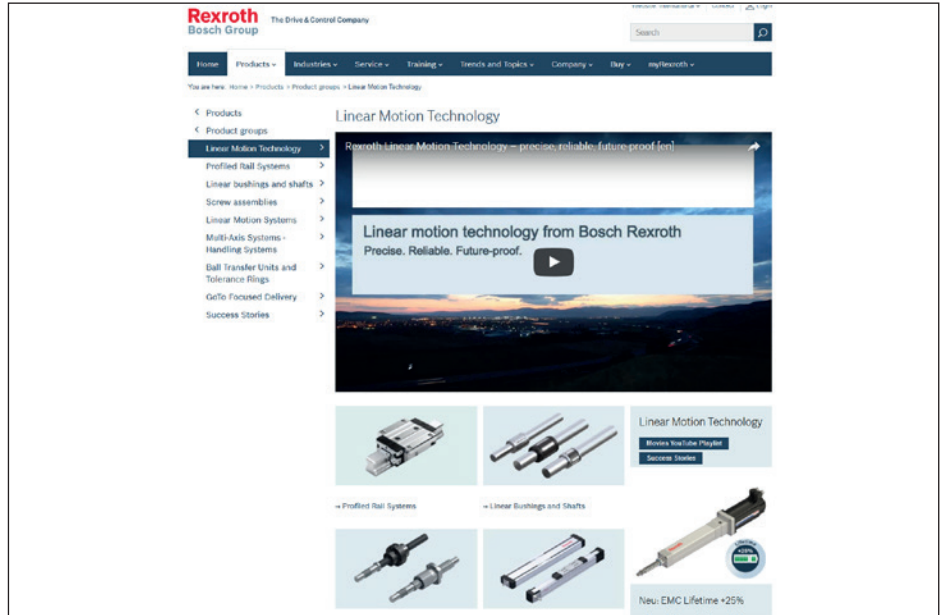 Rexroth
Bosch Group
The Drive & Control Company
Login
Search
Home Products Industries Service Training Trends and Topics Company Buy myRexroth
You are here: Home > Products > Product groups > Linear Motion Technology
Products
Product groups
Linear Motion Technology
Profiled Rail Systems
Linear bushings and shafts
Screw assemblies
Linear Motion Systems
Multi-Axis Systems -
Handling Systems
Ball Transfer Units and
Tolerance Rings
GoTo Focused Delivery
Success Stories
Linear Motion Technology
Rexroth Linear Motion Technology – precise, reliable, future-proof [en]
Linear motion technology from Bosch Rexroth
Precise. Reliable. Future-proof.
Linear Motion Technology
Movies YouTube Playlist
Success Stories
→ Profiled Rail Systems
→ Linear Bushings and Shafts
Rexroth
LIFETIME
+25%
Neu: EMC Lifetime +25%